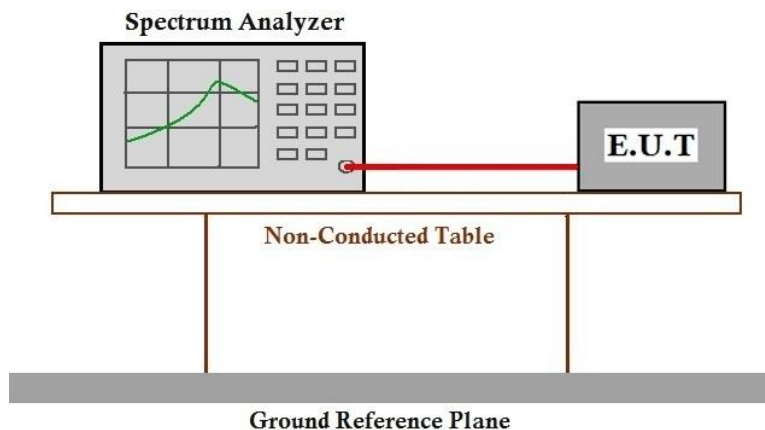 Spectrum Analyzer
E.U.T
Non-Conducted Table
Ground Reference Plane